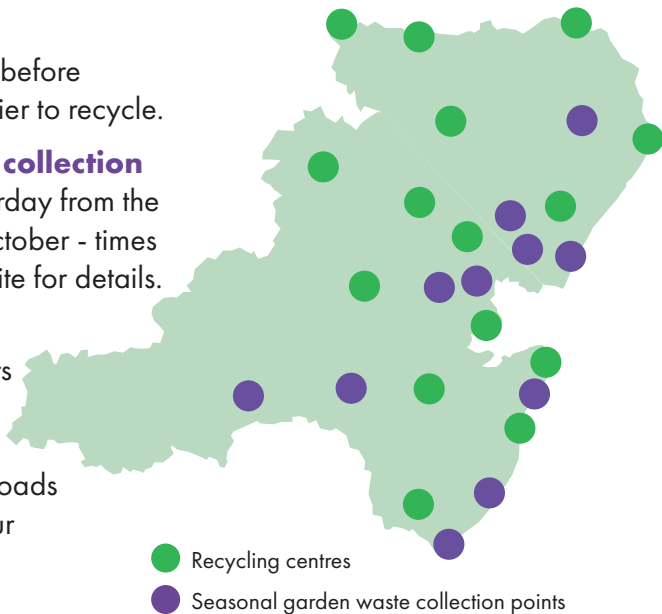 before
ier to recycle.
collection
rday from the
ctober - times
ite for details.
ts
oads
ur
Recycling centres
Seasonal garden waste collection points